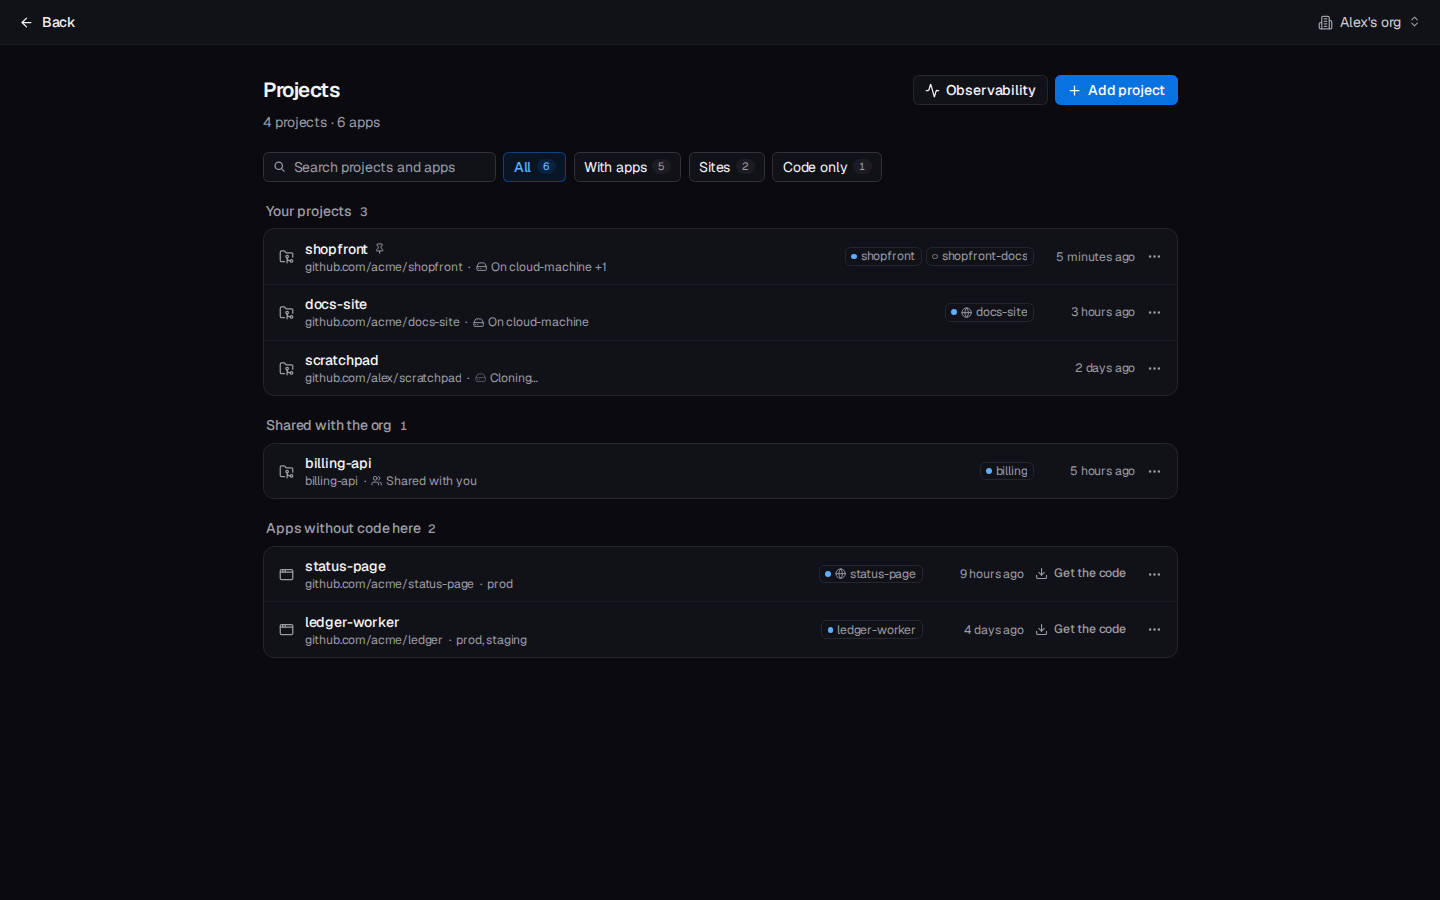 Back
Alex's org
Projects
Observability
Add project
4 projects · 6 apps
Search projects and apps
All 6
With apps 5
Sites 2
Code only 1
Your projects 3
shopfront
github.com/acme/shopfront · On cloud-machine +1
shopfront
shopfront-docs
5 minutes ago
docs-site
github.com/acme/docs-site · On cloud-machine
docs-site
3 hours ago
scratchpad
github.com/alex/scratchpad · Cloning…
2 days ago
Shared with the org 1
billing-api
billing-api · Shared with you
billing
5 hours ago
Apps without code here 2
status-page
github.com/acme/status-page · prod
status-page
9 hours ago
Get the code
ledger-worker
github.com/acme/ledger · prod, staging
ledger-worker
4 days ago
Get the code